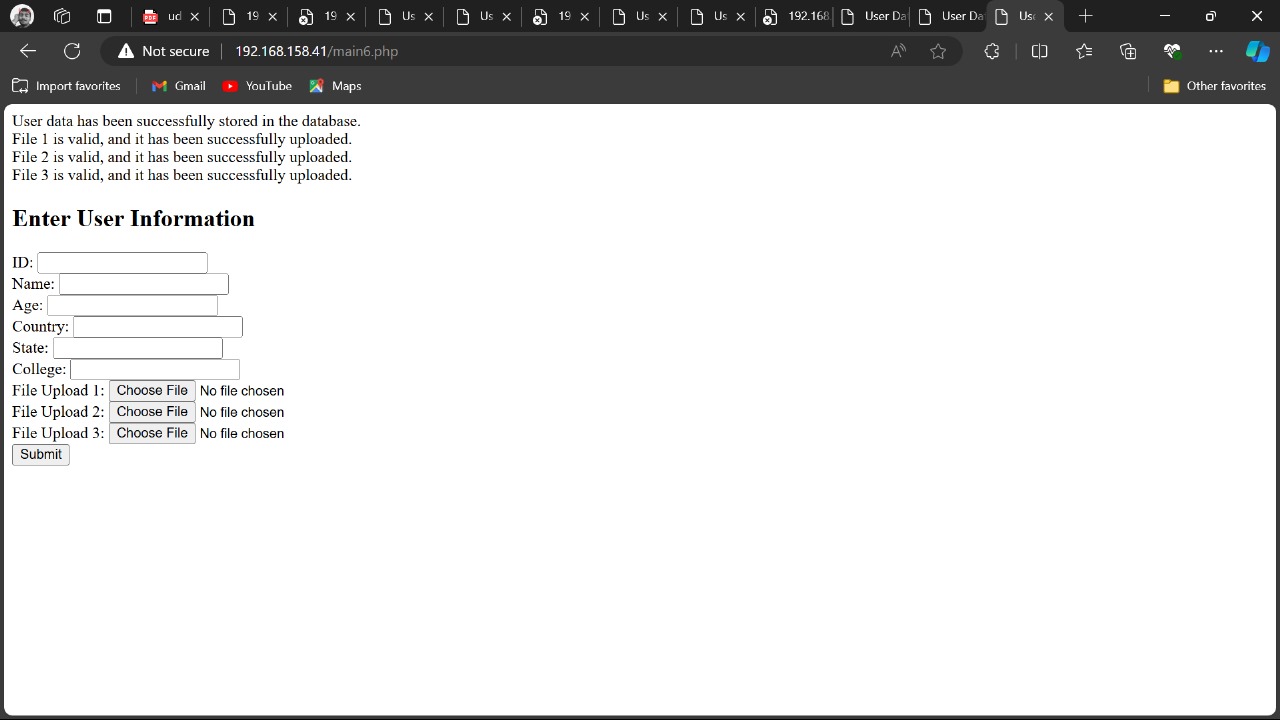 ud
19
19
Us
Us
19
Us
Us
192.168
User Da
User Da
Us
Not secure
192.168.158.41/main6.php
Import favorites
Gmail
YouTube
Maps
Other favorites
User data has been successfully stored in the database.
File 1 is valid, and it has been successfully uploaded.
File 2 is valid, and it has been successfully uploaded.
File 3 is valid, and it has been successfully uploaded.
Enter User Information
ID:
Name:
Age:
Country:
State:
College:
File Upload 1: Choose File No file chosen
File Upload 2: Choose File No file chosen
File Upload 3: Choose File No file chosen
Submit